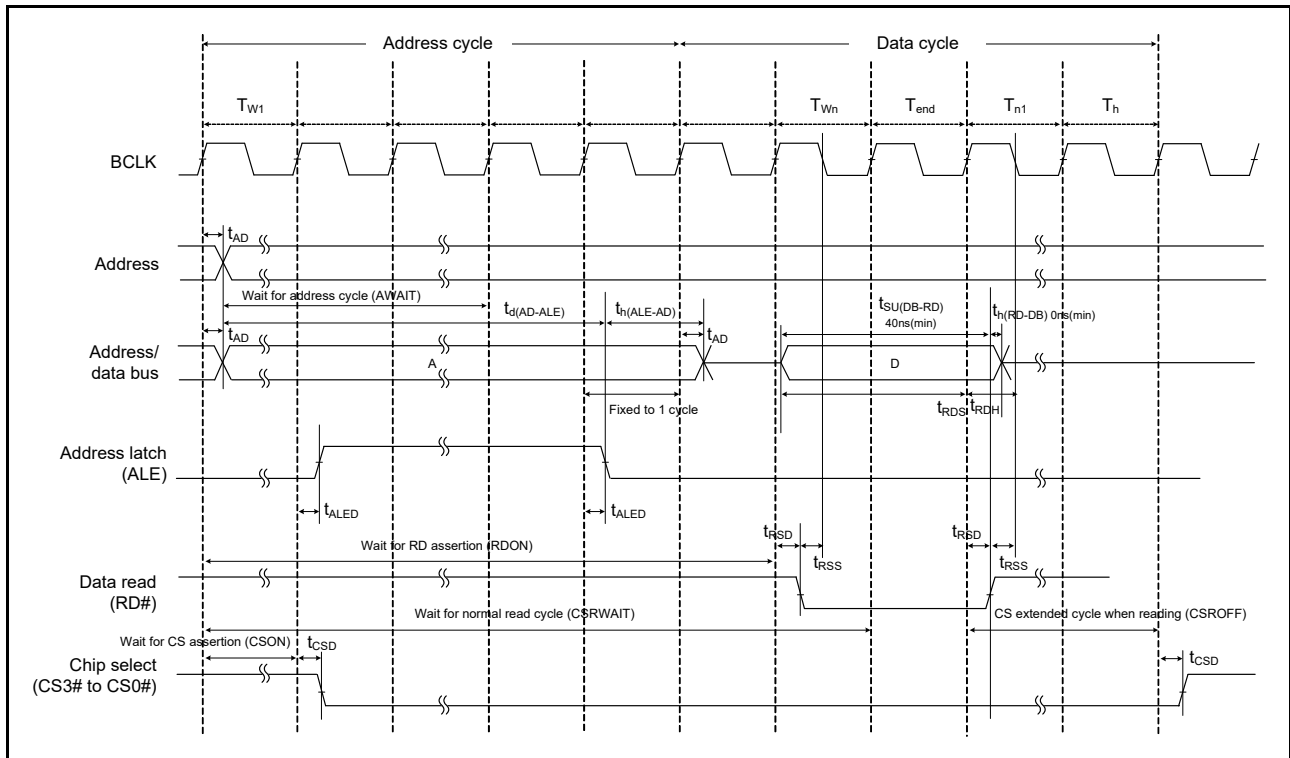 Address cycle
Data cycle
TW1
TWn
Tend
Tn1
Th
BCLK
tAD
Address
Wait for address cycle (AWAIT)
td(AD-ALE)
th(ALE-AD)
tSU(DB-RD)
40ns(min)
th(RD-DB) 0ns(min)
tAD
tAD
Address/
data bus
A
D
Fixed to 1 cycle
tRDS
tRDH
Address latch
(ALE)
tALED
tALED
tRSD
tRSD
Wait for RD assertion (RDON)
tRSS
tRSS
Data read
(RD#)
Wait for normal read cycle (CSRWAIT)
CS extended cycle when reading (CSROFF)
Wait for CS assertion (CSON)
tCSD
tCSD
Chip select
(CS3# to CS0#)